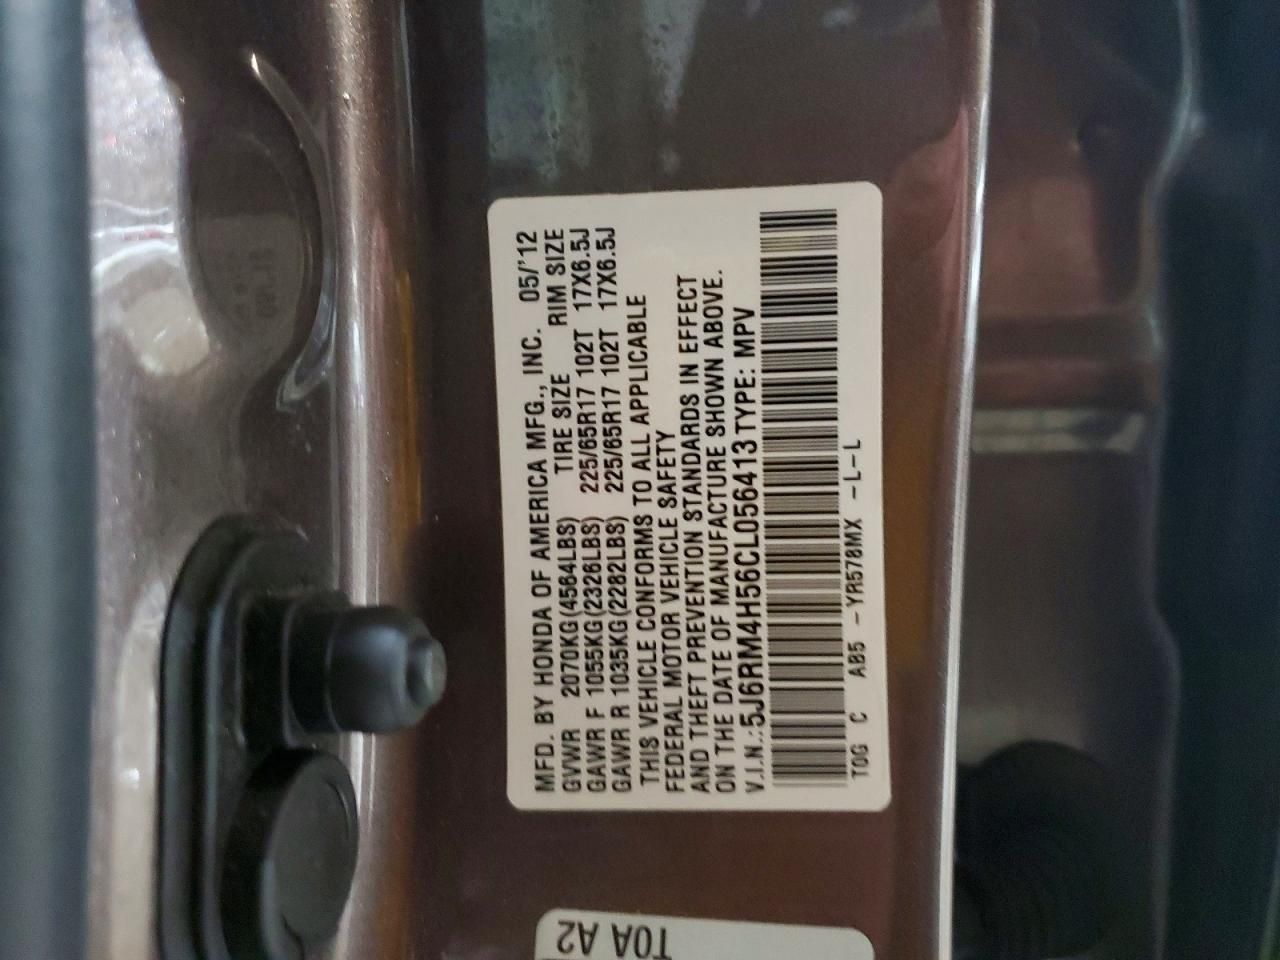 MFD. BY HONDA OF AMERICA MFG., INC. 05/'12
GVWR 2070KG(4564LBS) TIRE SIZE RIM SIZE
GAWR F 1055KG(2326LBS) 225/65R17 102T 17X6.5J
GAWR R 1035KG(2282LBS) 225/65R17 102T 17X6.5J
THIS VEHICLE CONFORMS TO ALL APPLICABLE
FEDERAL MOTOR VEHICLE SAFETY
AND THEFT PREVENTION STANDARDS IN EFFECT
ON THE DATE OF MANUFACTURE SHOWN ABOVE.
V.I.N.:5J6RM4H56CL056413 TYPE: MPV
TOG C AB5 -YR578MX -L-L
T0A A2